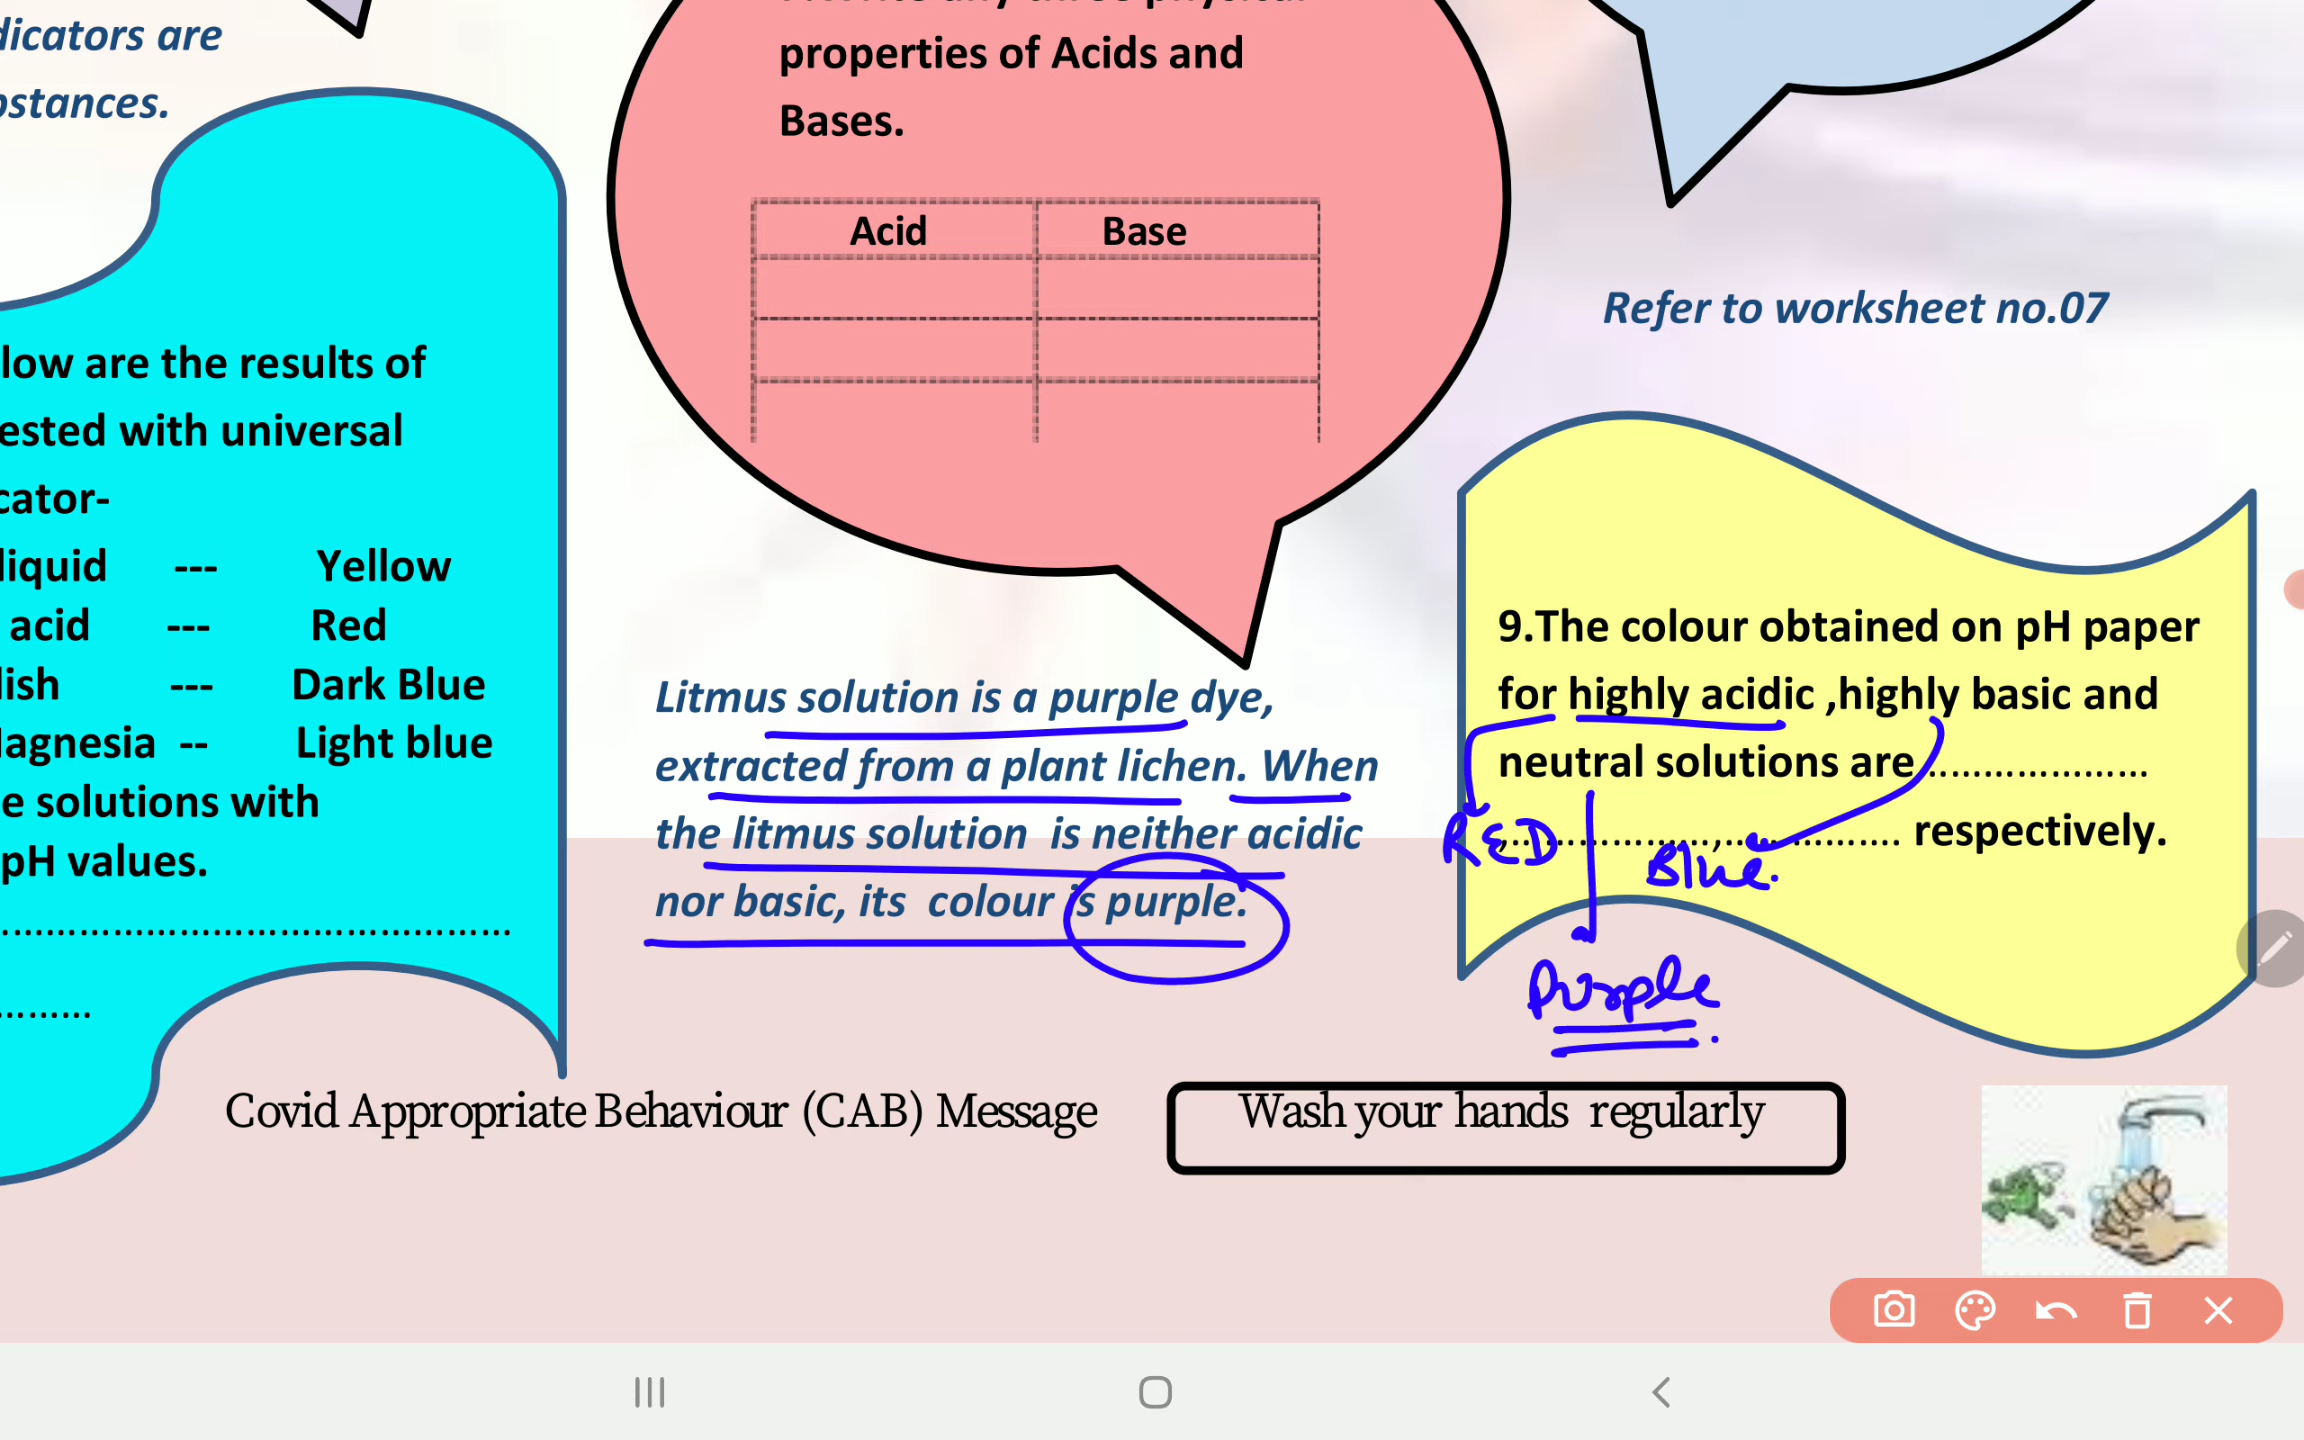 dicators are
bstances.
low are the results of
ested with universal
cator-
liquid --- Yellow
acid --- Red
lish --- Dark Blue
lagnesia -- Light blue
e solutions with
pH values.
properties of Acids and
Bases.
Acid Base
Litmus solution is a purple dye,
extracted from a plant lichen. When
the litmus solution is neither acidic
nor basic, its colour is purple.
Refer to worksheet no.07
9.The colour obtained on pH paper
for highly acidic ,highly basic and
neutral solutions are....................
,..................,................ respectively.
RED
Blue.
Purple.
Covid Appropriate Behaviour (CAB) Message
Wash your hands regularly